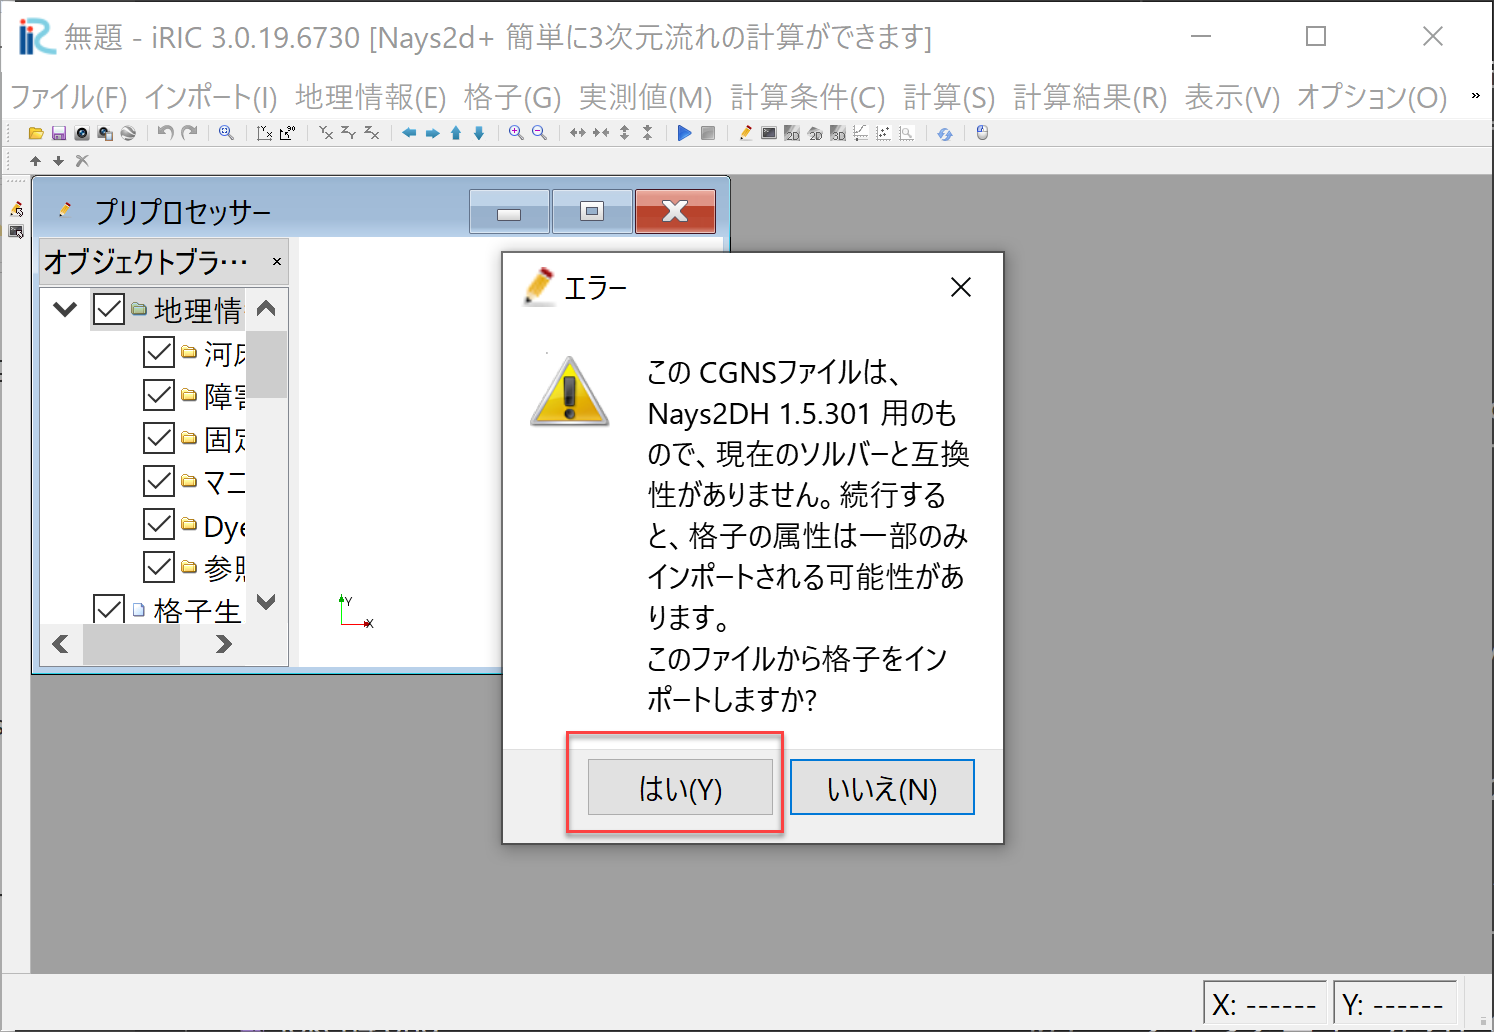 無題 - iRIC 3.0.19.6730 [Nays2d+ 簡単に3次元流れの計算ができます]
ファイル(F) インポート(I) 地理情報(E) 格子(G) 実測値(M) 計算条件(C) 計算(S) 計算結果(R) 表示(V) オプション(O) »
プリプロセッサー
オブジェクトブラ… ×
地理情
河床
障害
固定
マニ
Dye
参照
格子生
Y
X
エラー
この CGNSファイルは、
Nays2DH 1.5.301 用のも
ので、現在のソルバーと互換
性がありません。続行する
と、格子の属性は一部のみ
インポートされる可能性があ
ります。
このファイルから格子をイン
ポートしますか?
はい(Y) いいえ(N)
X: ------ Y: ------